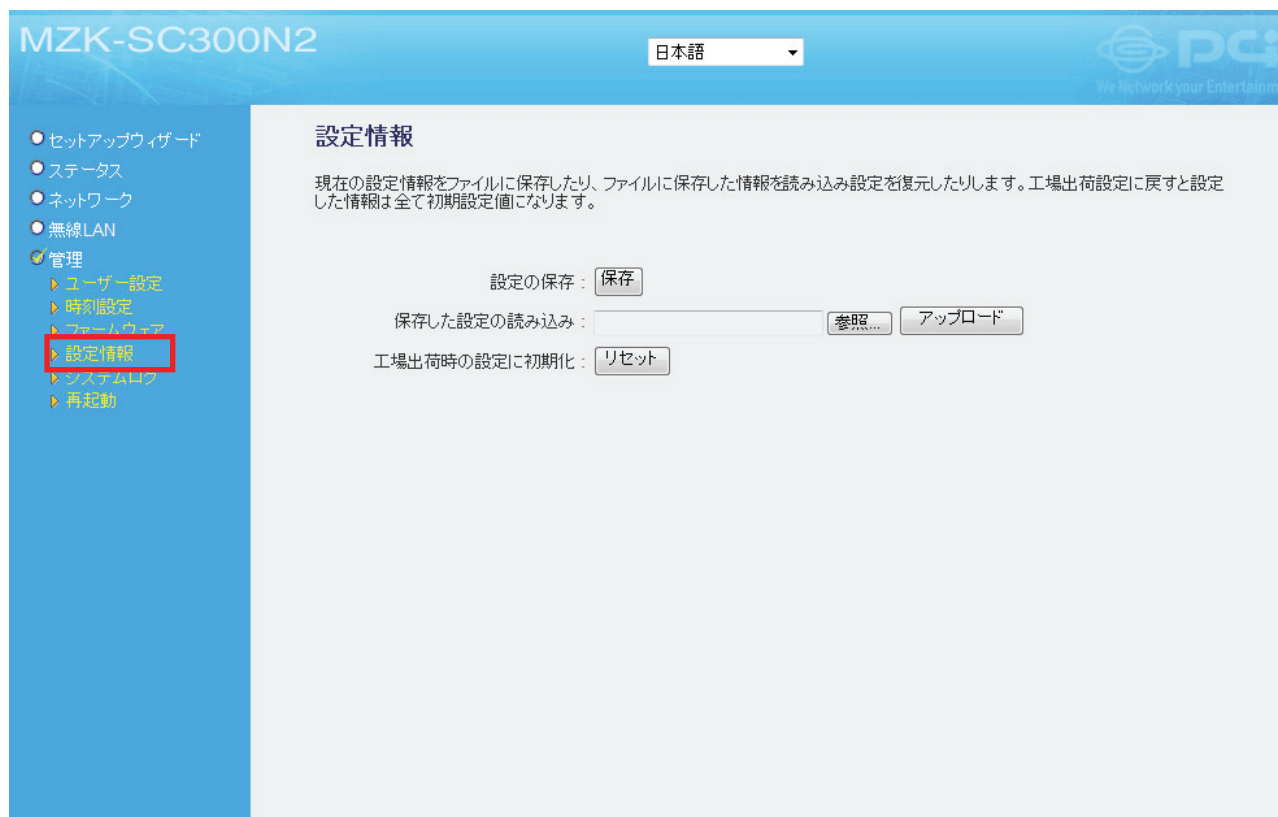 MZK-SC300N2
日本語
PCi
We Network your Entertainm
セットアップウィザード
ステータス
ネットワーク
無線LAN
管理
ユーザー設定
時刻設定
ファームウェア
設定情報
システムログ
再起動
設定情報
現在の設定情報をファイルに保存したり、ファイルに保存した情報を読み込み設定を復元したりします。工場出荷設定に戻すと設定
した情報は全て初期設定値になります。
設定の保存 : 保存
保存した設定の読み込み : 参照... アップロード
工場出荷時の設定に初期化 : リセット